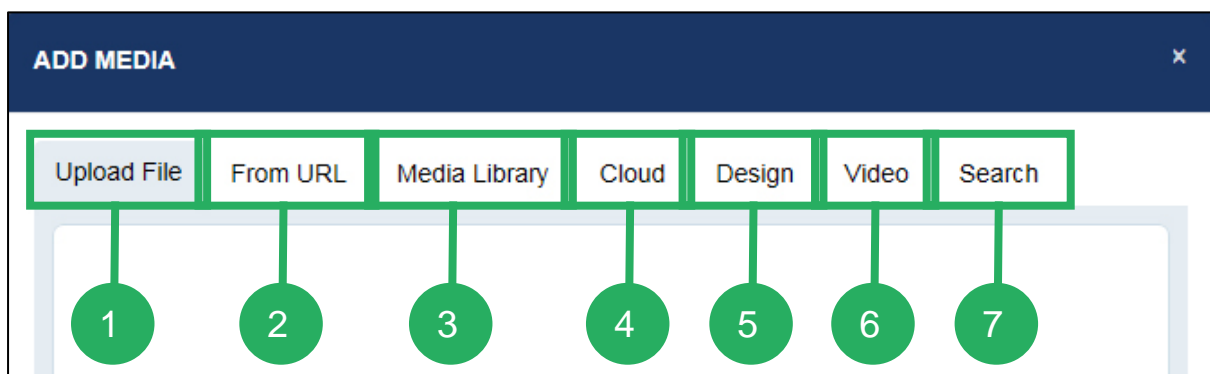 ADD MEDIA ×
Upload File From URL Media Library Cloud Design Video Search
1 2 3 4 5 6 7